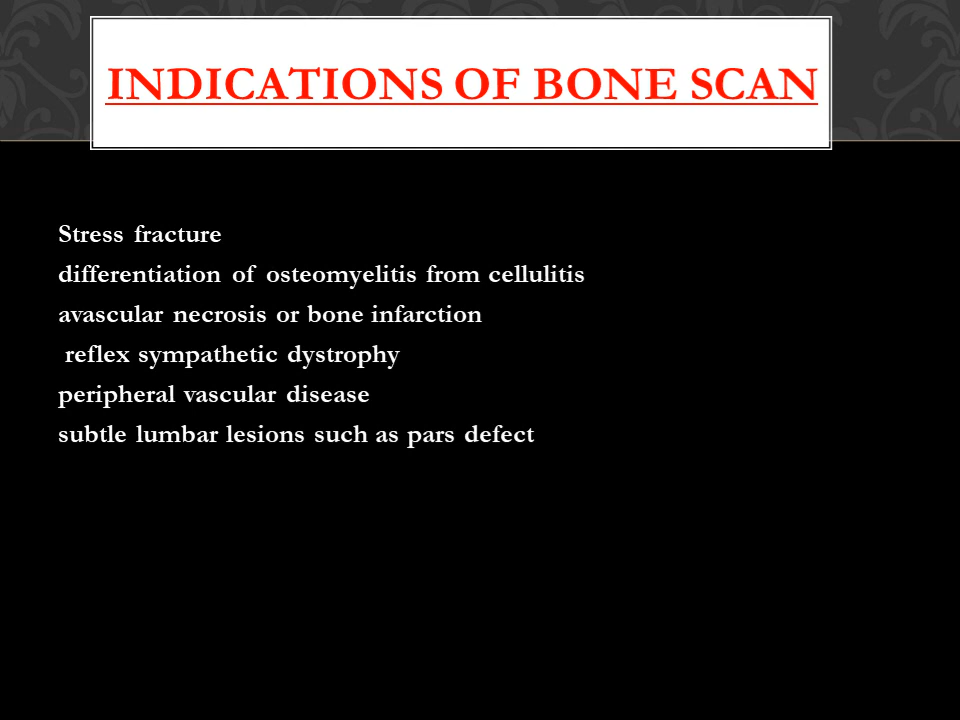 INDICATIONS OF BONE SCAN
Stress fracture
differentiation of osteomyelitis from cellulitis
avascular necrosis or bone infarction
reflex sympathetic dystrophy
peripheral vascular disease
subtle lumbar lesions such as pars defect